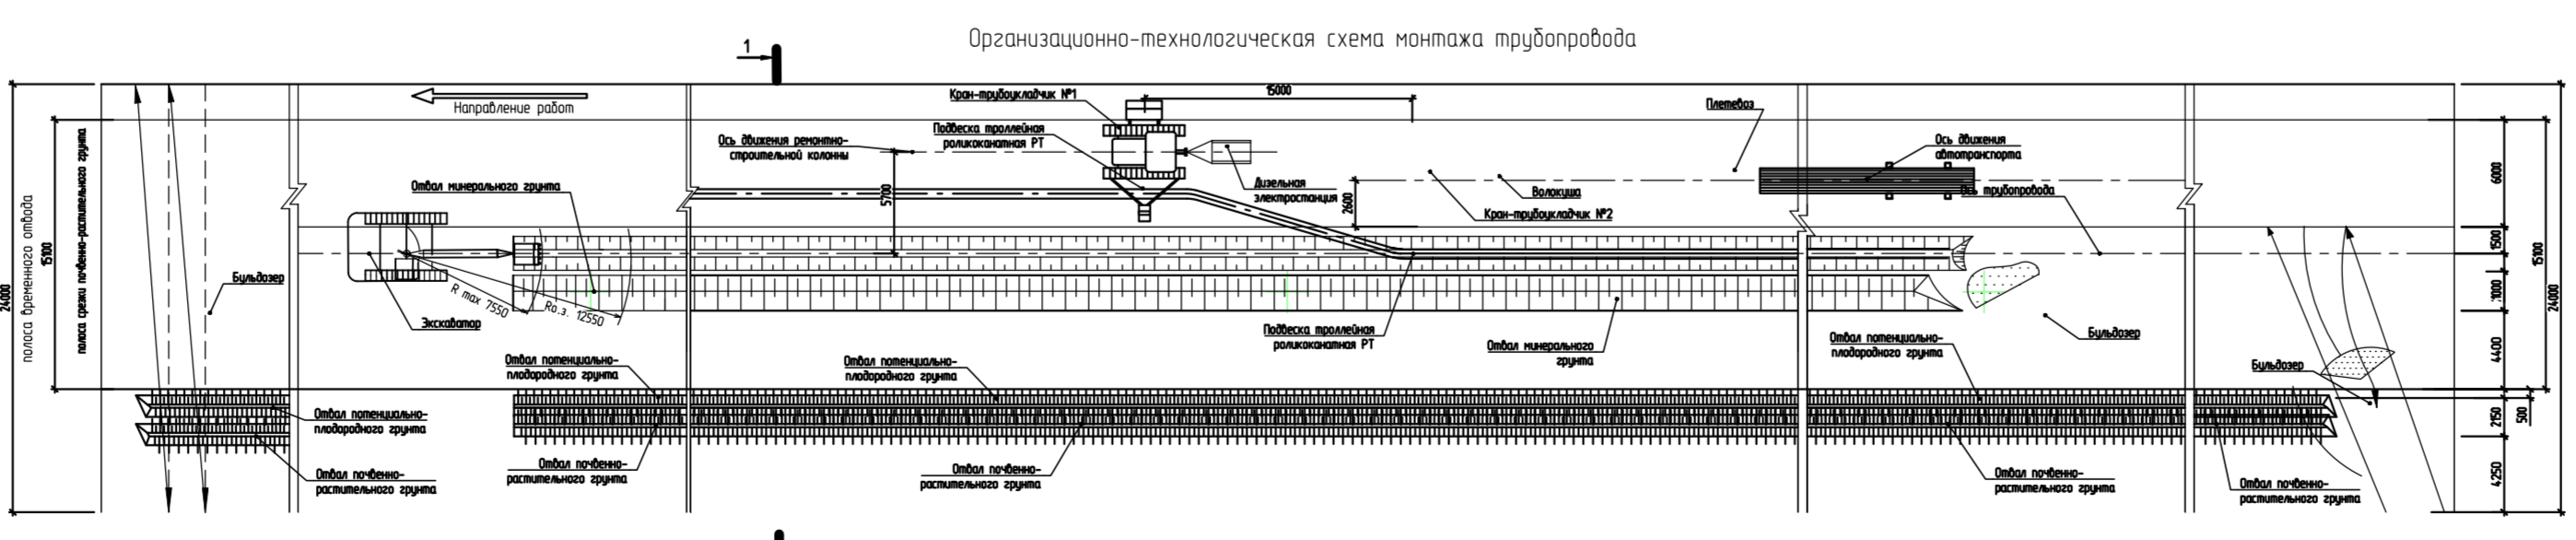 Организационно-технологическая схема монтажа трубопровода
1
Направление работ
Кран-трубоукладчик №1
15000
Плетевоз
Подвеска троллейная
роликоканатная РТ
Ось движения ремонтно-
строительной колонны
Ось движения
автотранспорта
Отвал минерального грунта
5700
Дизельная
электростанция
2600
Волокуша
Кран-трубоукладчик №2
Ось трубопровода
6000
полоса временного отвода
24000
15100
полоса срезки почвенно-растительного грунта
Бульдозер
Экскаватор
R max 7550
Rо.з. 12550
Подвеска троллейная
роликоканатная РТ
Отвал минерального
грунта
Бульдозер
1500
1000
15100
24000
4400
Отвал потенциально-
плодородного грунта
Отвал потенциально-
плодородного грунта
Отвал потенциально-
плодородного грунта
Бульдозер
Отвал потенциально-
плодородного грунта
2150
500
Отвал почвенно-
растительного грунта
Отвал почвенно-
растительного грунта
Отвал почвенно-
растительного грунта
Отвал почвенно-
растительного грунта
Отвал почвенно-
растительного грунта
4250